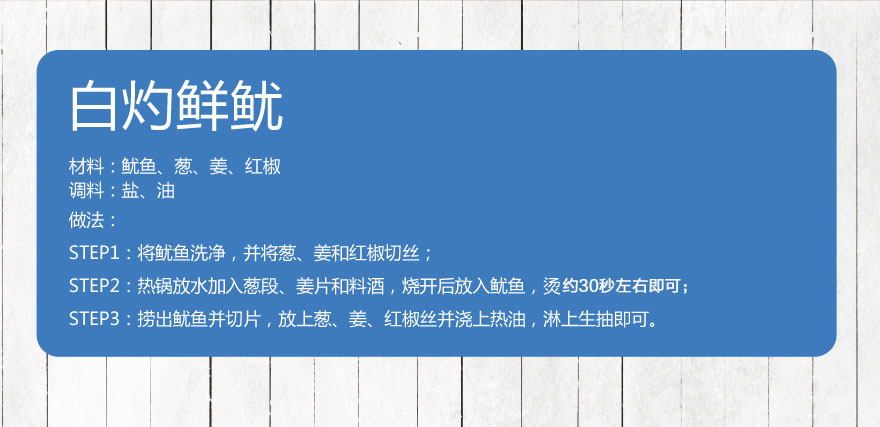 白灼鲜鱿
材料：鱿鱼、葱、姜、红椒
调料：盐、油
做法：
STEP1：将鱿鱼洗净，并将葱、姜和红椒切丝；
STEP2：热锅放水加入葱段、姜片和料酒，烧开后放入鱿鱼，烫约30秒左右即可；
STEP3：捞出鱿鱼并切片，放上葱、姜、红椒丝并浇上热油，淋上生抽即可。